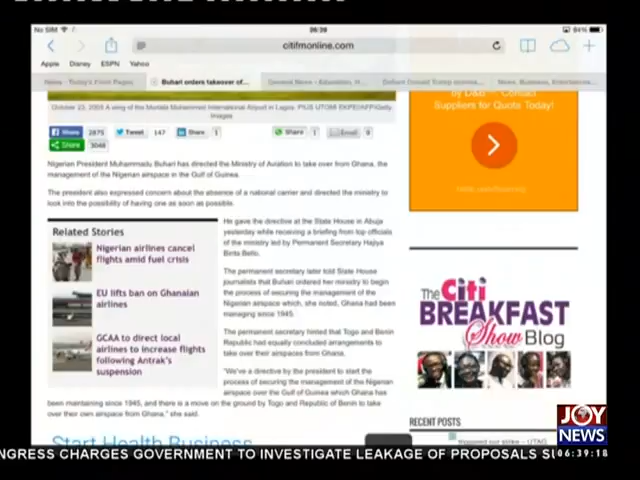 No SIM
84%
citifmonline.com
Apple Disney ESPN Yahoo
News - Today's Front Pages
Buhari orders takeover of...
October 23, 2008 A wing of the Murtala Muhammed International Airport in Lagos. PIUS UTOMI EKPEI/AFP/Getty
Images
by D&B - Contact
Suppliers for Quote Today!
Share 2875 Tweet 147 Share 1 Share 1 Email 9
Share 3048
Nigerian President Muhammadu Buhari has directed the Ministry of Aviation to take over from Ghana, the
management of the Nigerian airspace in the Gulf of Guinea.
The president also expressed concern about the absence of a national carrier and directed the ministry to
look into the possibility of having one as soon as possible.
Related Stories
Nigerian airlines cancel
flights amid fuel crisis
EU lifts ban on Ghanaian
airlines
GCAA to direct local
airlines to increase flights
following Antrak's
suspension
He gave the directive at the State House in Abuja
yesterday while receiving a briefing from top officials
of the ministry led by Permanent Secretary Hajiya
Binta Bello.
The permanent secretary later told State House
journalists that Buhari ordered her ministry to begin
the process of securing the management of the
Nigerian airspace which, she noted, Ghana had been
managing since 1945.
The permanent secretary hinted that Togo and Benin
Republic had equally concluded arrangements to
take over their airspaces from Ghana.
"We've a directive by the president to start the
process of securing the management of the Nigerian
airspace over the Gulf of Guinea which Ghana has
been maintaining since 1945, and there is a move on the ground by Togo and Republic of Benin to take
over their own airspace from Ghana," she said.
Start Health Business
The Citi
BREAKFAST
Show Blog
RECENT POSTS
JOY
NEWS
06:39:18
NGRESS CHARGES GOVERNMENT TO INVESTIGATE LEAKAGE OF PROPOSALS